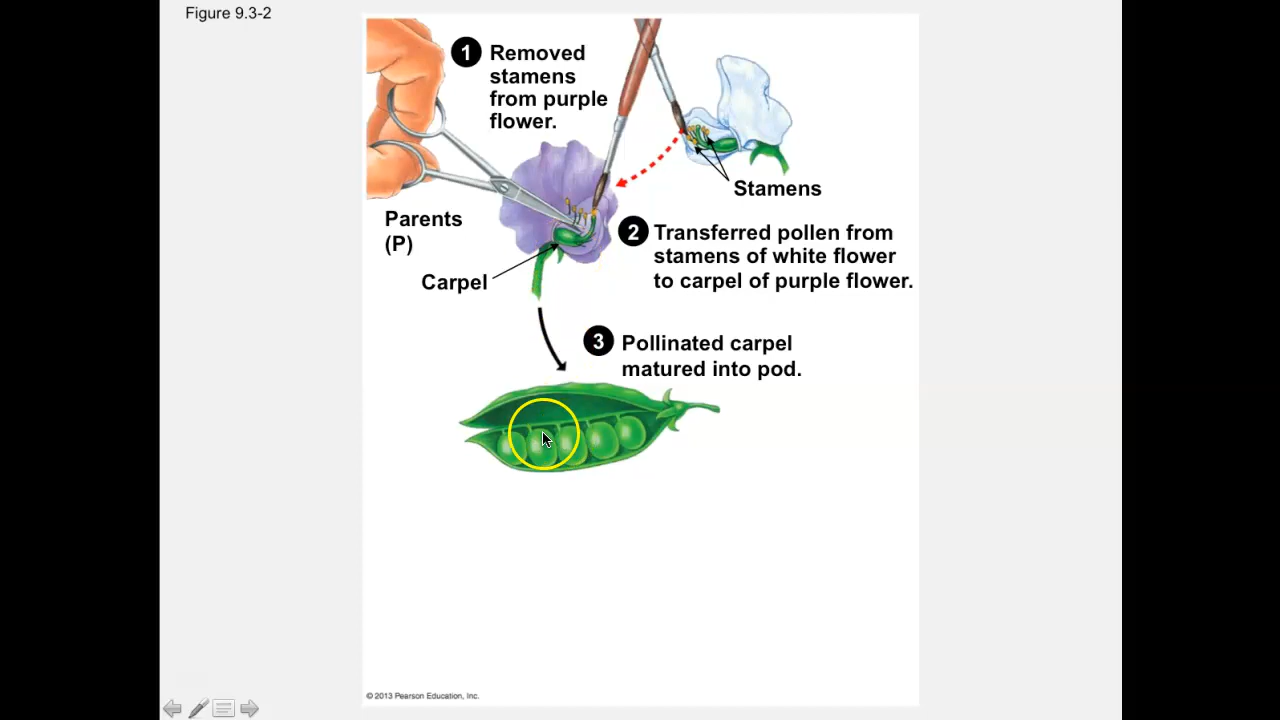 Figure 9.3-2
1 Removed
stamens
from purple
flower.
Stamens
Parents
(P)
2 Transferred pollen from
stamens of white flower
to carpel of purple flower.
Carpel
3 Pollinated carpel
matured into pod.
© 2013 Pearson Education, Inc.